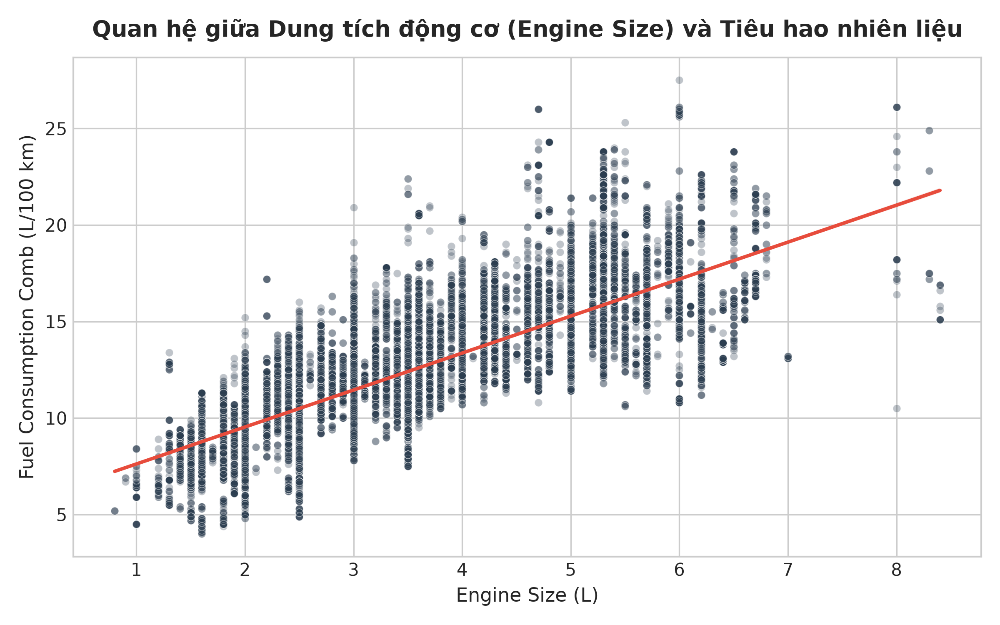 Quan hệ giữa Dung tích động cơ (Engine Size) và Tiêu hao nhiên liệu
Fuel Consumption Comb (L/100 km)
25
20
15
10
5
1 2 3 4 5 6 7 8
Engine Size (L)